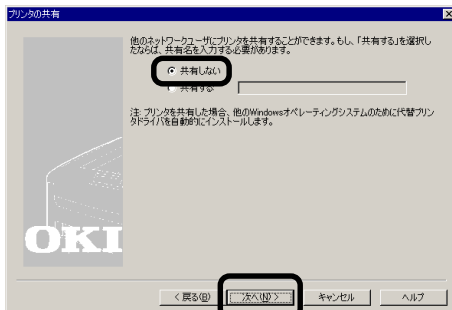 プリンタの共有
他のネットワークユーザにプリンタを共有することができます。もし、「共有する」を選択し
たならば、共有名を入力する必要があります。
共有しない
共有する
注: プリンタを共有した場合、他のWindowsオペレーティングシステムのために代替プリン
タドライバを自動的にインストールします。
OKI
< 戻る(B)
次へ(N) >
キャンセル
ヘルプ